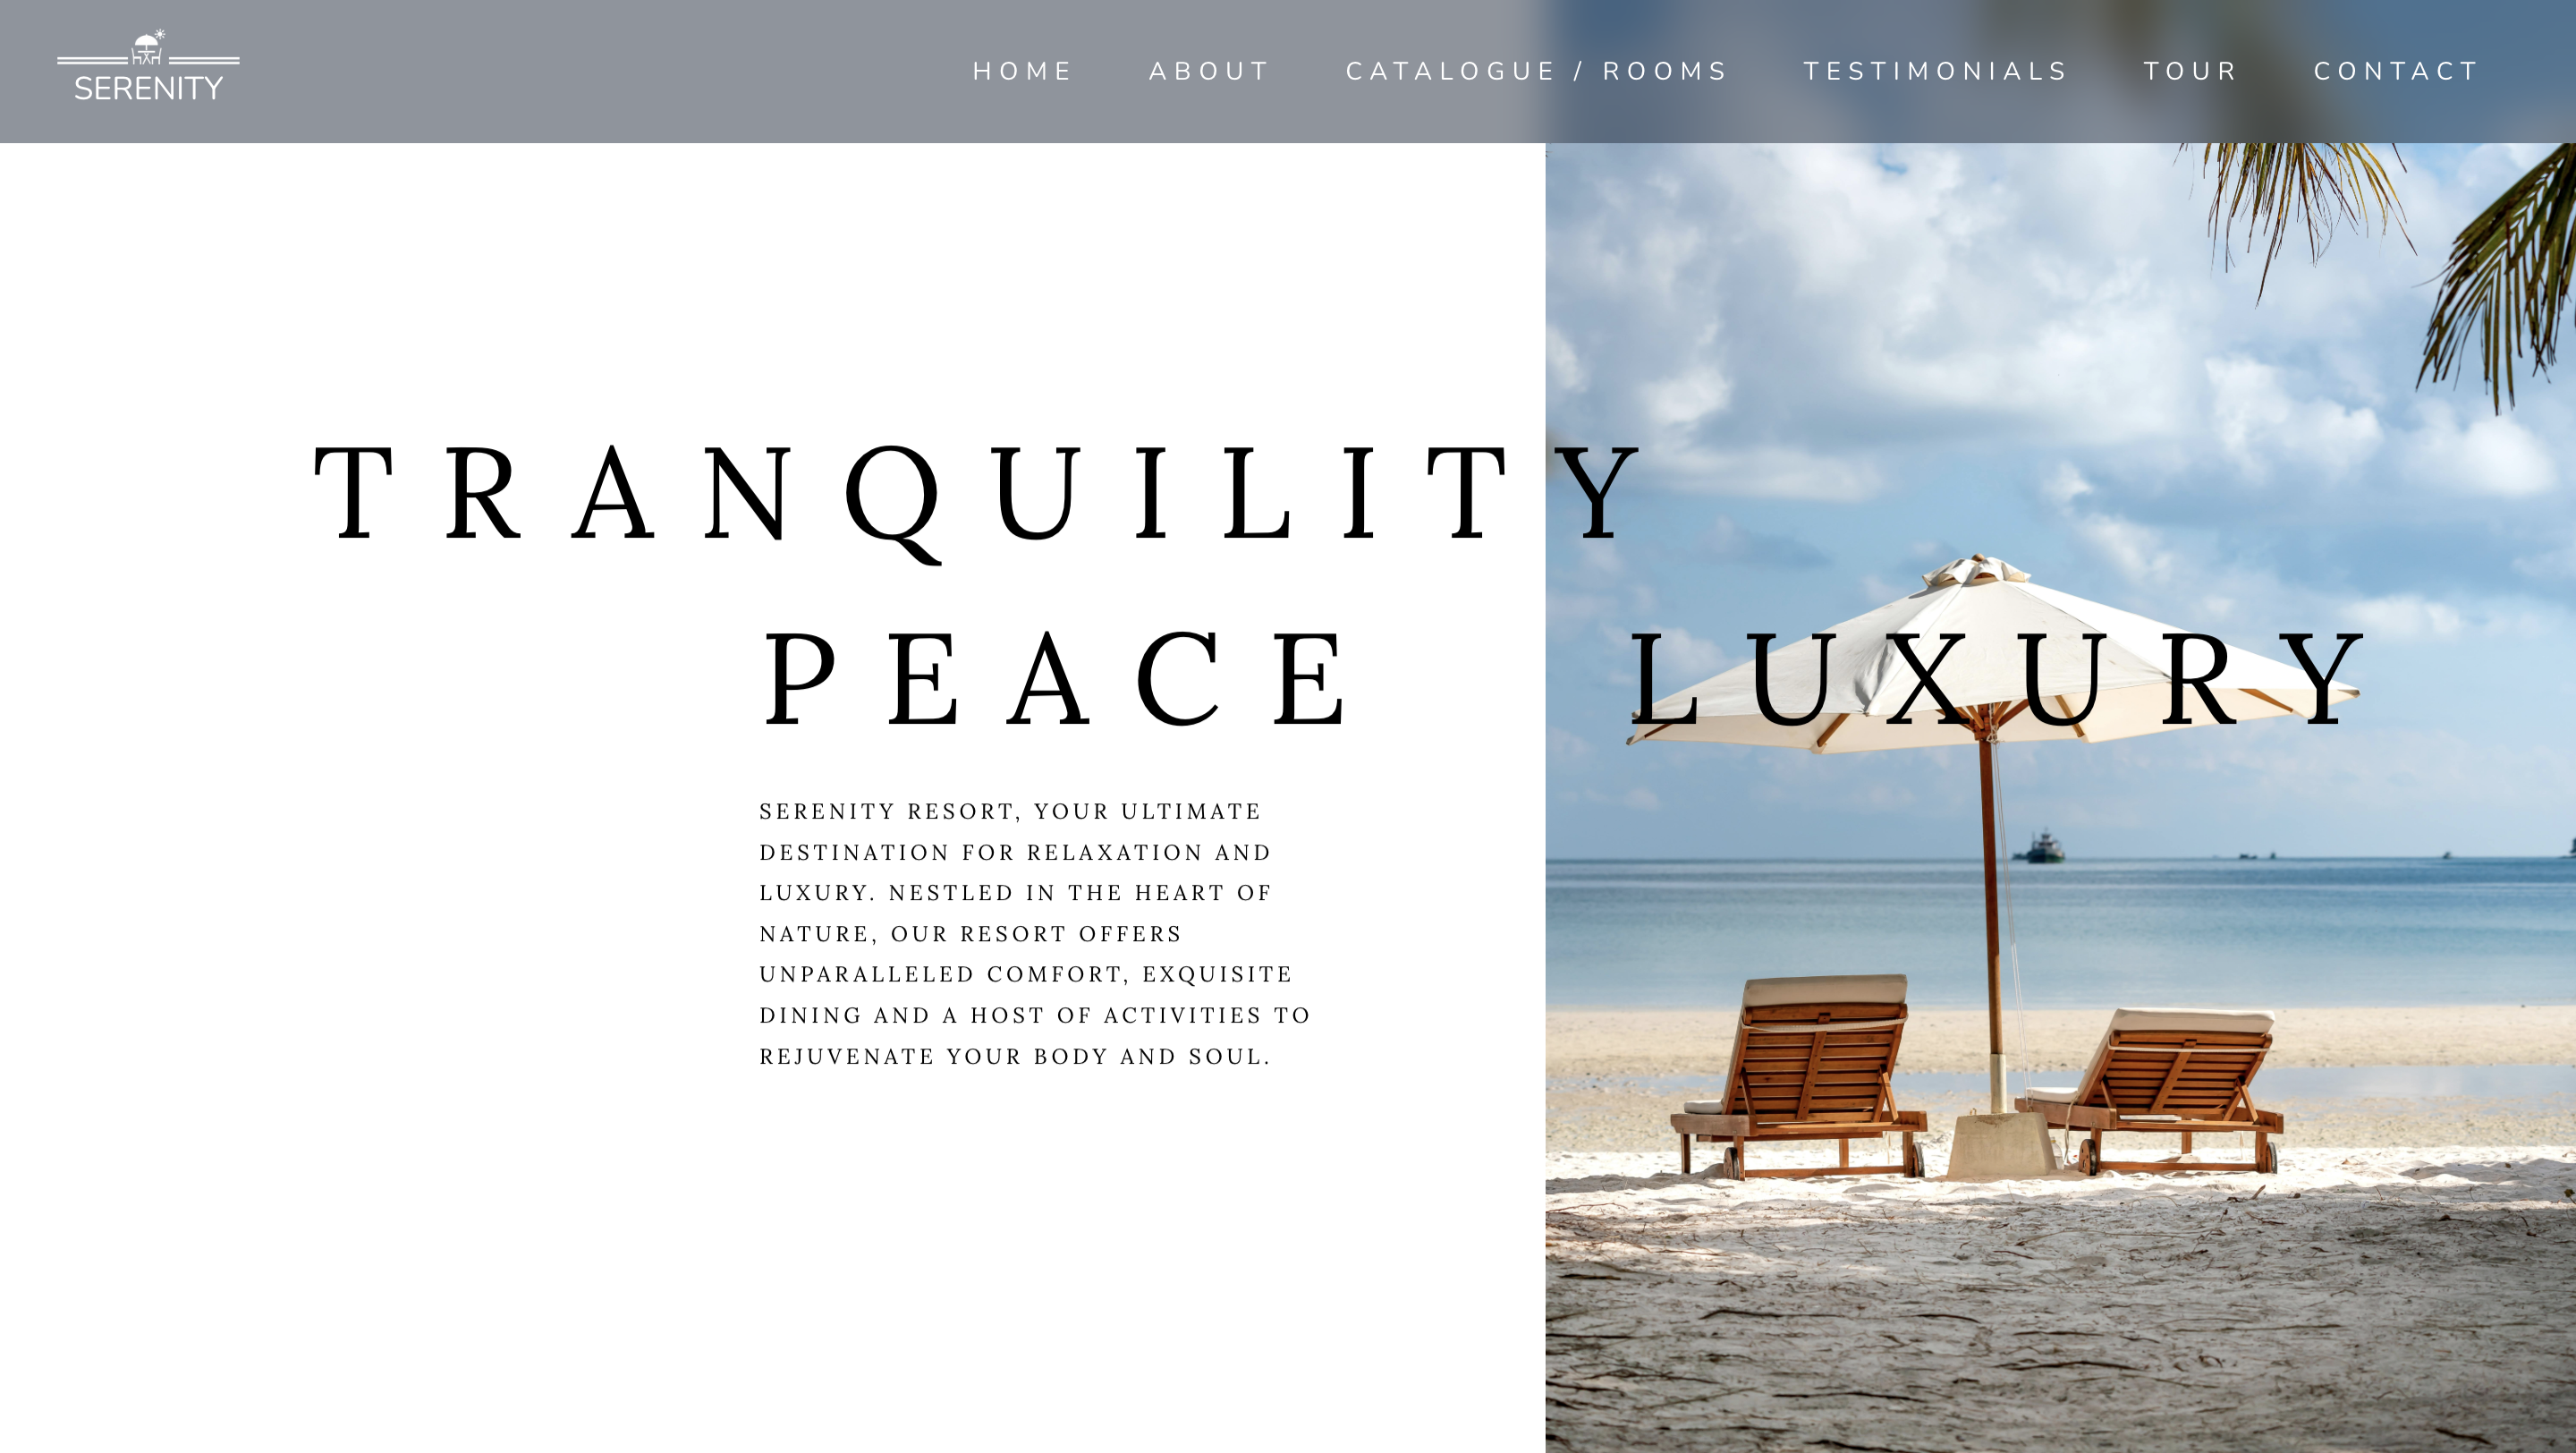 SERENITY
HOME ABOUT CATALOGUE / ROOMS TESTIMONIALS TOUR CONTACT
TRANQUILITY
PEACE LUXURY
SERENITY RESORT, YOUR ULTIMATE
DESTINATION FOR RELAXATION AND
LUXURY. NESTLED IN THE HEART OF
NATURE, OUR RESORT OFFERS
UNPARALLELED COMFORT, EXQUISITE
DINING AND A HOST OF ACTIVITIES TO
REJUVENATE YOUR BODY AND SOUL.